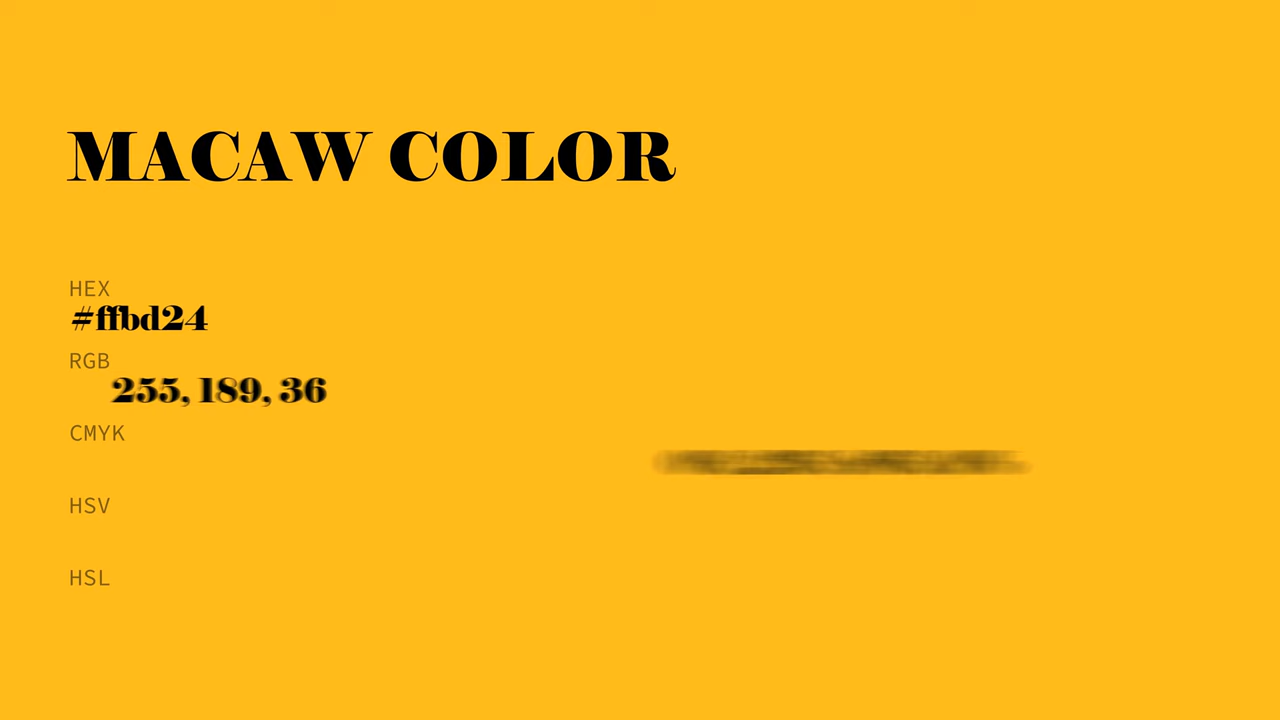 MACAW COLOR
HEX
#ffbd24
RGB
255, 189, 36
CMYK
HSV
HSL